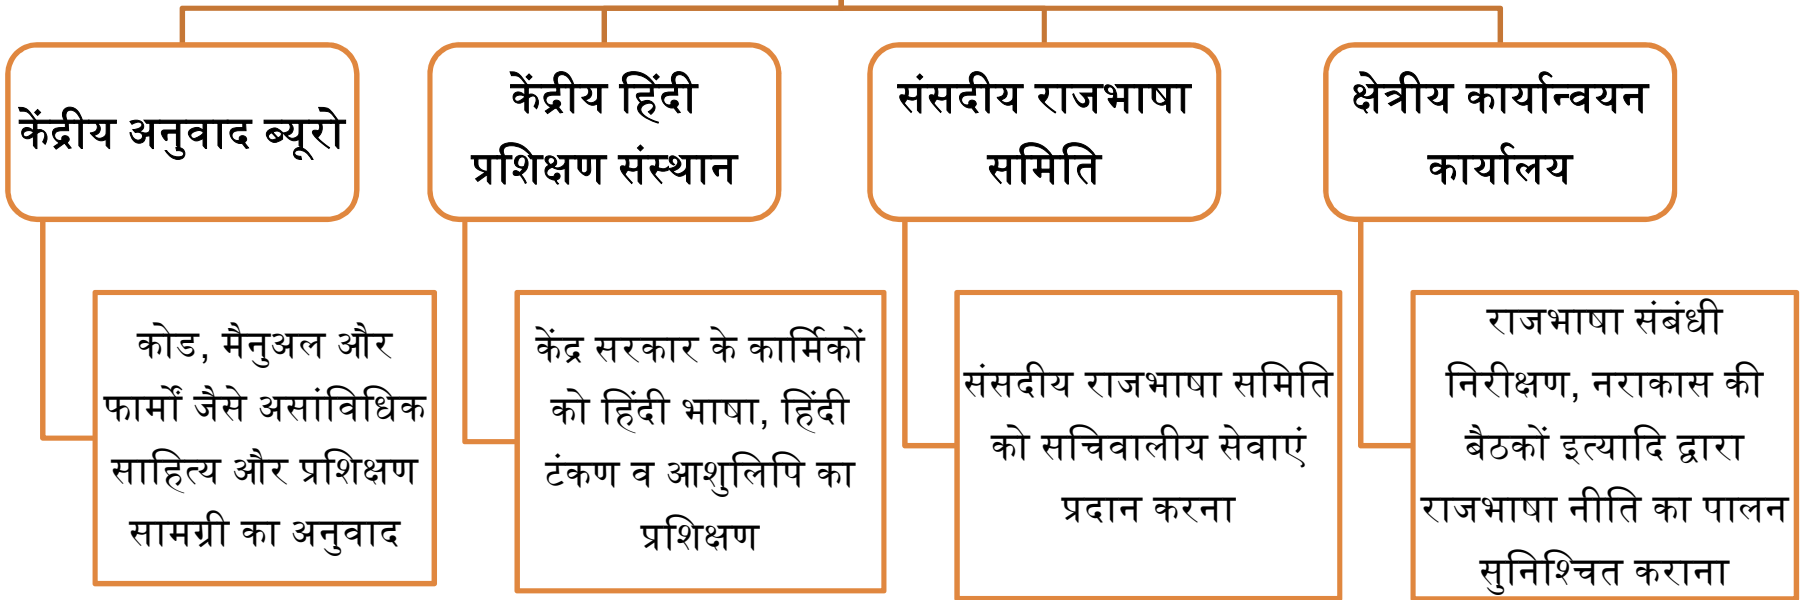 केंद्रीय अनुवाद ब्यूरो
केंद्रीय हिंदी
प्रशिक्षण संस्थान
संसदीय राजभाषा
समिति
क्षेत्रीय कार्यान्वयन
कार्यालय
कोड, मैनुअल और
फार्मों जैसे असांविधिक
साहित्य और प्रशिक्षण
सामग्री का अनुवाद
केंद्र सरकार के कार्मिकों
को हिंदी भाषा, हिंदी
टंकण व आशुलिपि का
प्रशिक्षण
संसदीय राजभाषा समिति
को सचिवालीय सेवाएं
प्रदान करना
राजभाषा संबंधी
निरीक्षण, नराकास की
बैठकों इत्यादि द्वारा
राजभाषा नीति का पालन
सुनिश्चित कराना